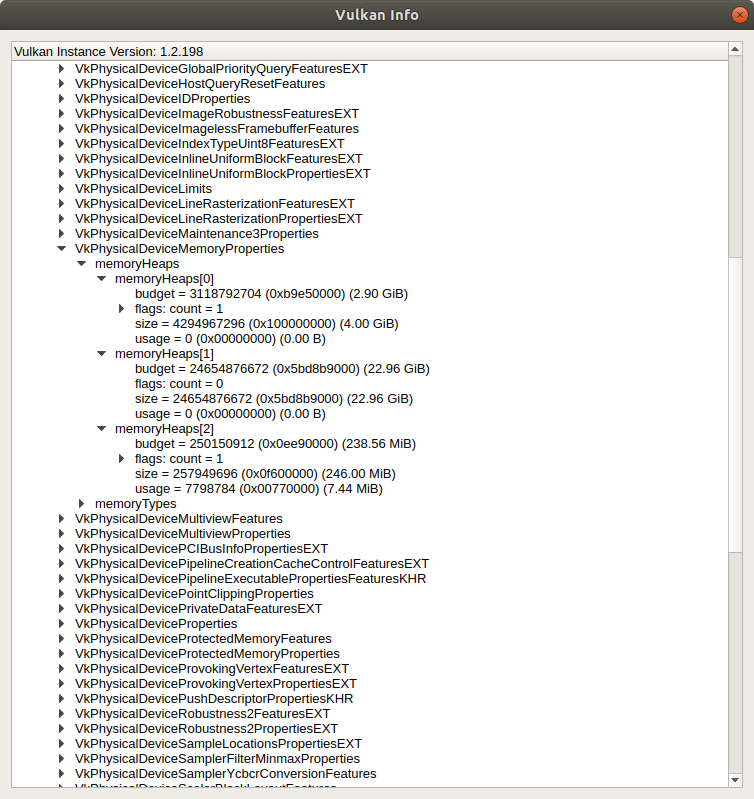 Vulkan Info
Vulkan Instance Version: 1.2.198
VkPhysicalDeviceGlobalPriorityQueryFeaturesEXT
VkPhysicalDeviceHostQueryResetFeatures
VkPhysicalDeviceIDProperties
VkPhysicalDeviceImageRobustnessFeaturesEXT
VkPhysicalDeviceImagelessFramebufferFeatures
VkPhysicalDeviceIndexTypeUint8FeaturesEXT
VkPhysicalDeviceInlineUniformBlockFeaturesEXT
VkPhysicalDeviceInlineUniformBlockPropertiesEXT
VkPhysicalDeviceLimits
VkPhysicalDeviceLineRasterizationFeaturesEXT
VkPhysicalDeviceLineRasterizationPropertiesEXT
VkPhysicalDeviceMaintenance3Properties
VkPhysicalDeviceMemoryProperties
memoryHeaps
memoryHeaps[0]
budget = 3118792704 (0xb9e50000) (2.90 GiB)
flags: count = 1
size = 4294967296 (0x100000000) (4.00 GiB)
usage = 0 (0x00000000) (0.00 B)
memoryHeaps[1]
budget = 24654876672 (0x5bd8b9000) (22.96 GiB)
flags: count = 0
size = 24654876672 (0x5bd8b9000) (22.96 GiB)
usage = 0 (0x00000000) (0.00 B)
memoryHeaps[2]
budget = 250150912 (0x0ee90000) (238.56 MiB)
flags: count = 1
size = 257949696 (0x0f600000) (246.00 MiB)
usage = 7798784 (0x00770000) (7.44 MiB)
memoryTypes
VkPhysicalDeviceMultiviewFeatures
VkPhysicalDeviceMultiviewProperties
VkPhysicalDevicePCIBusInfoPropertiesEXT
VkPhysicalDevicePipelineCreationCacheControlFeaturesEXT
VkPhysicalDevicePipelineExecutablePropertiesFeaturesKHR
VkPhysicalDevicePointClippingProperties
VkPhysicalDevicePrivateDataFeaturesEXT
VkPhysicalDeviceProperties
VkPhysicalDeviceProtectedMemoryFeatures
VkPhysicalDeviceProtectedMemoryProperties
VkPhysicalDeviceProvokingVertexFeaturesEXT
VkPhysicalDeviceProvokingVertexPropertiesEXT
VkPhysicalDevicePushDescriptorPropertiesKHR
VkPhysicalDeviceRobustness2FeaturesEXT
VkPhysicalDeviceRobustness2PropertiesEXT
VkPhysicalDeviceSampleLocationsPropertiesEXT
VkPhysicalDeviceSamplerFilterMinmaxProperties
VkPhysicalDeviceSamplerYcbcrConversionFeatures
VkPhysicalDeviceScalarBlockLayoutFeatures